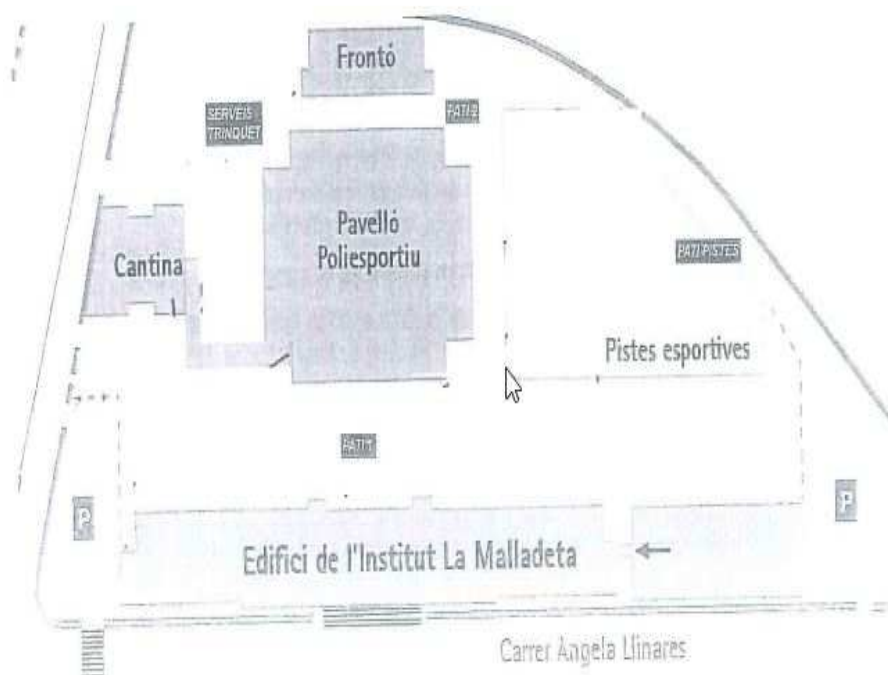 Frontó
SERVEIS
TRINQUET
PATI 2
Pavelló
Poliesportiu
Cantina
PATI PISTES
Pistes esportives
PATI 1
P
P
Edifici de l'Institut La Malladeta
Carrer Àngela Llinares